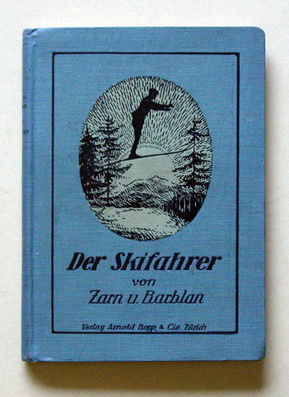 Der Skifahrer
von
Zarn u. Barblan
Verlag Arnold Bopp & Cie. Zürich